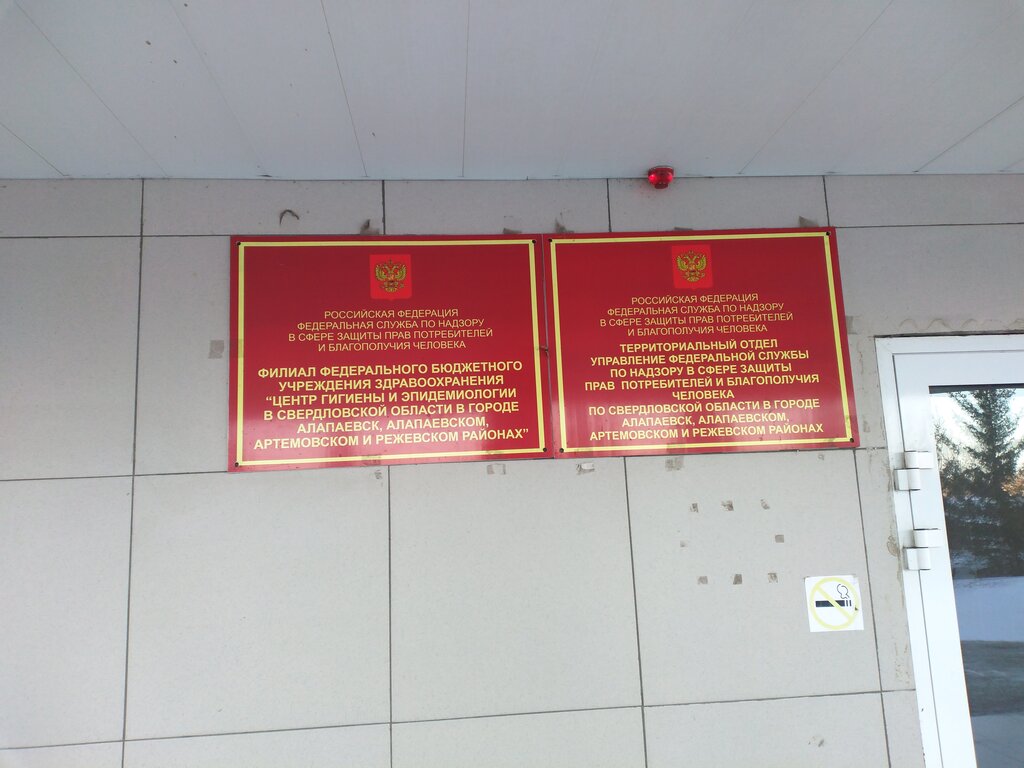 РОССИЙСКАЯ ФЕДЕРАЦИЯ
ФЕДЕРАЛЬНАЯ СЛУЖБА ПО НАДЗОРУ
В СФЕРЕ ЗАЩИТЫ ПРАВ ПОТРЕБИТЕЛЕЙ
И БЛАГОПОЛУЧИЯ ЧЕЛОВЕКА
ФИЛИАЛ ФЕДЕРАЛЬНОГО БЮДЖЕТНОГО
УЧРЕЖДЕНИЯ ЗДРАВООХРАНЕНИЯ
“ЦЕНТР ГИГИЕНЫ И ЭПИДЕМИОЛОГИИ
В СВЕРДЛОВСКОЙ ОБЛАСТИ В ГОРОДЕ
АЛАПАЕВСК, АЛАПАЕВСКОМ,
АРТЕМОВСКОМ И РЕЖЕВСКОМ РАЙОНАХ”
РОССИЙСКАЯ ФЕДЕРАЦИЯ
ФЕДЕРАЛЬНАЯ СЛУЖБА ПО НАДЗОРУ
В СФЕРЕ ЗАЩИТЫ ПРАВ ПОТРЕБИТЕЛЕЙ
И БЛАГОПОЛУЧИЯ ЧЕЛОВЕКА
ТЕРРИТОРИАЛЬНЫЙ ОТДЕЛ
УПРАВЛЕНИЕ ФЕДЕРАЛЬНОЙ СЛУЖБЫ
ПО НАДЗОРУ В СФЕРЕ ЗАЩИТЫ
ПРАВ ПОТРЕБИТЕЛЕЙ И БЛАГОПОЛУЧИЯ
ЧЕЛОВЕКА
ПО СВЕРДЛОВСКОЙ ОБЛАСТИ В ГОРОДЕ
АЛАПАЕВСК, АЛАПАЕВСКОМ,
АРТЕМОВСКОМ И РЕЖЕВСКОМ РАЙОНАХ